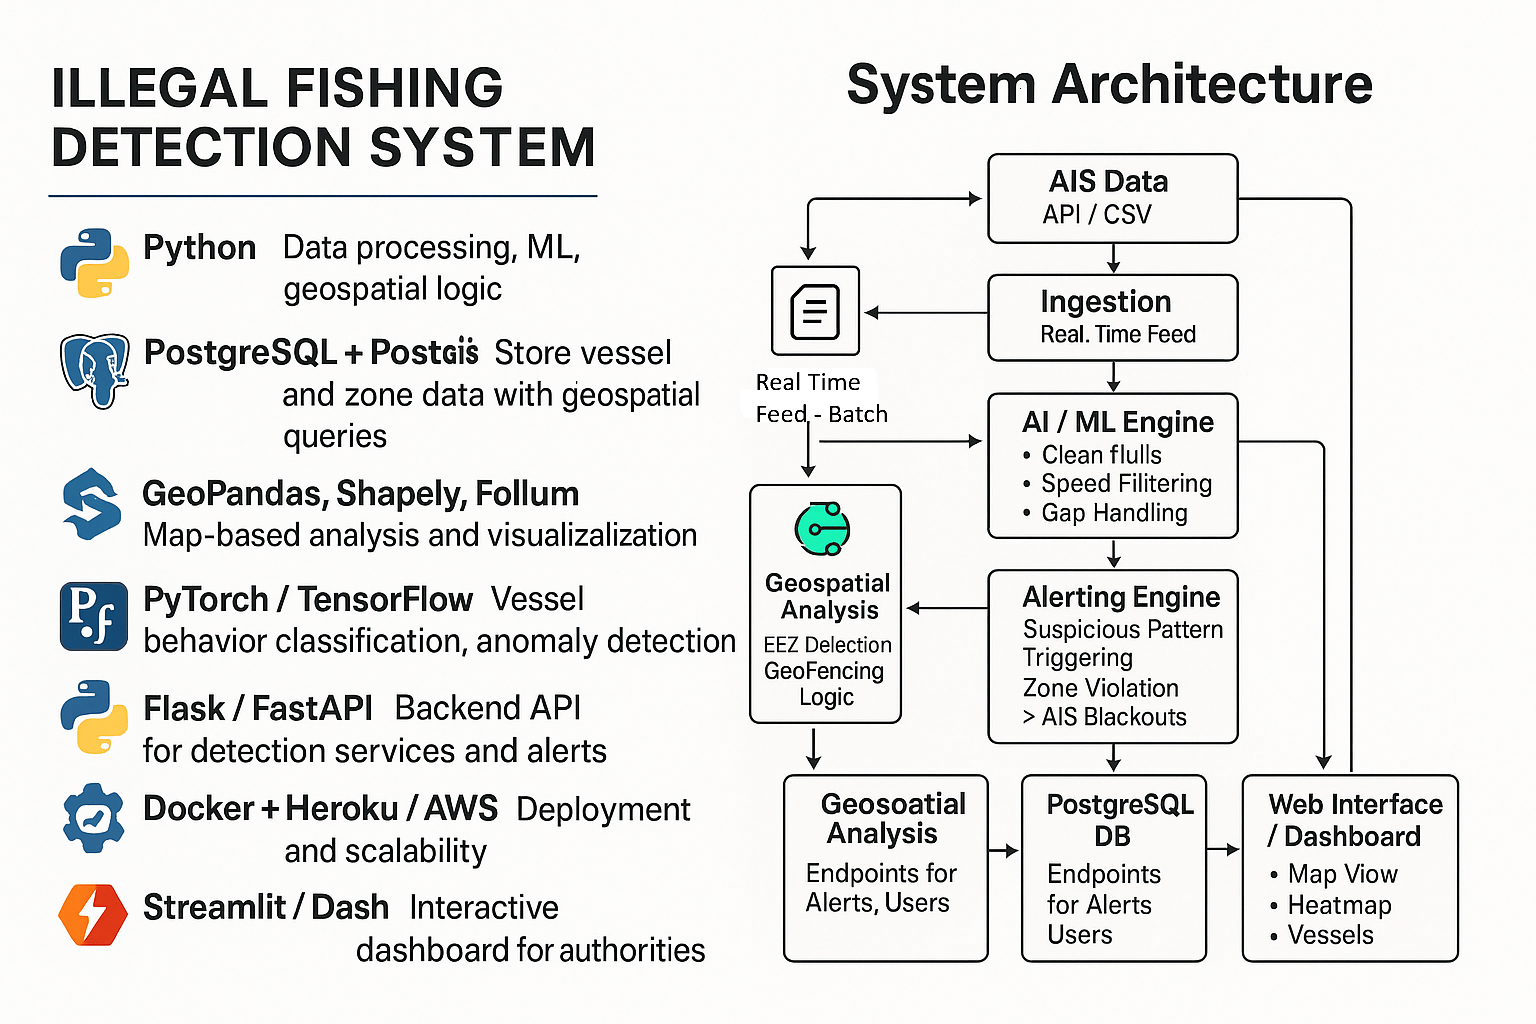 ILLEGAL FISHING
DETECTION SYSTEM
Python Data processing, ML,
geospatial logic
PostgreSQL + PostGiS Store vessel
and zone data with geospatial
queries
GeoPandas, Shapely, Follum
Map-based analysis and visualizalization
P.f
PyTorch / TensorFlow Vessel
behavior classification, anomaly detection
Flask / FastAPI Backend API
for detection services and alerts
Docker + Heroku / AWS Deployment
and scalability
Streamlit / Dash Interactive
dashboard for authorities
System Architecture
AIS Data
API / CSV
Ingestion
Real. Time Feed
Real Time
Feed - Batch
AI / ML Engine
• Clean flulls
• Speed Filitering
• Gap Handling
Geospatial
Analysis
EEZ Delection
GeoFencing
Logic
Alerting Engine
Suspicious Pattern
Triggering
Zone Violation
> AIS Blackouts
Geosoatial
Analysis
Endpoints for
Alerts, Users
PostgreSQL
DB
Endpoints
for Alerts
Users
Web Interface
/ Dashboard
• Map Viow
• Heatmap
• Vessels